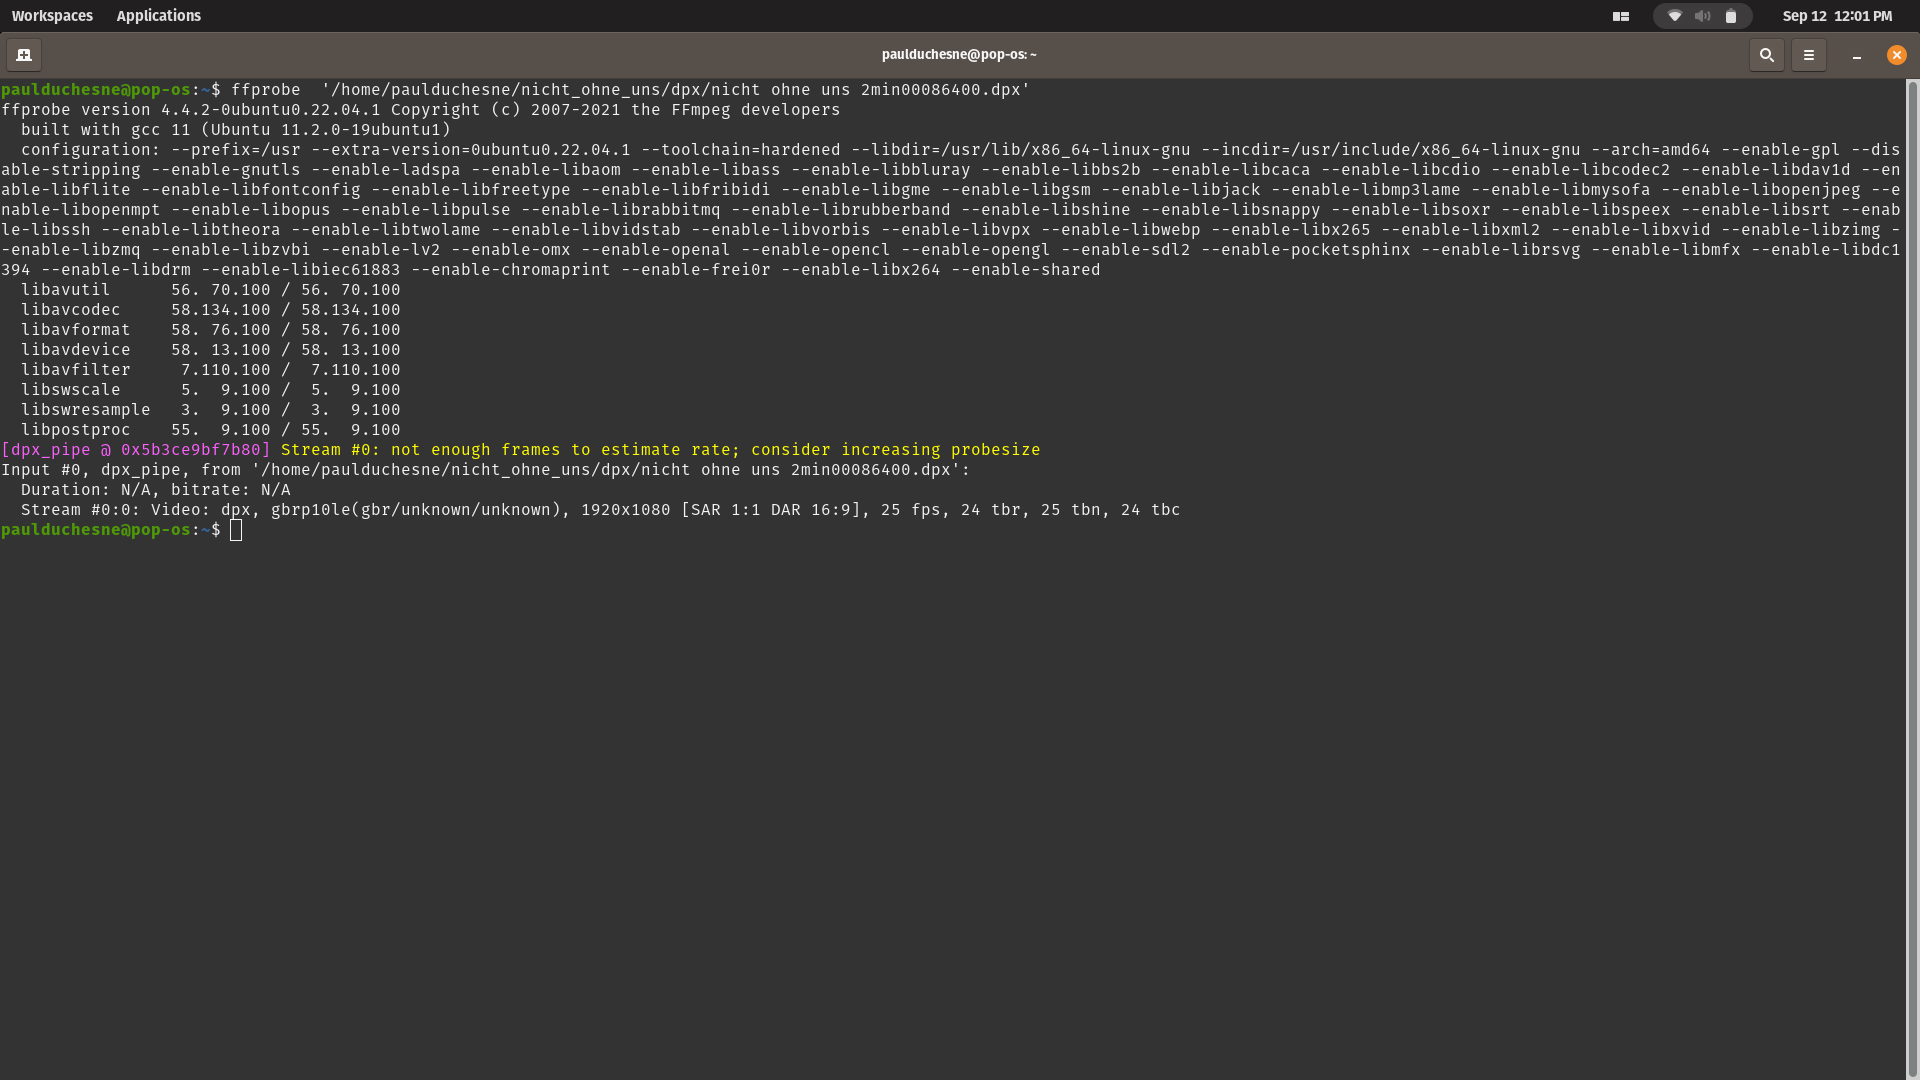 Workspaces Applications Sep 12 12:01 PM
paulduchesne@pop-os: ~
paulduchesne@pop-os:~$ ffprobe  '/home/paulduchesne/nicht_ohne_uns/dpx/nicht ohne uns 2min00086400.dpx'
ffprobe version 4.4.2-0ubuntu0.22.04.1 Copyright (c) 2007-2021 the FFmpeg developers
  built with gcc 11 (Ubuntu 11.2.0-19ubuntu1)
  configuration: --prefix=/usr --extra-version=0ubuntu0.22.04.1 --toolchain=hardened --libdir=/usr/lib/x86_64-linux-gnu --incdir=/usr/include/x86_64-linux-gnu --arch=amd64 --enable-gpl --dis
able-stripping --enable-gnutls --enable-ladspa --enable-libaom --enable-libass --enable-libbluray --enable-libbs2b --enable-libcaca --enable-libcdio --enable-libcodec2 --enable-libdav1d --en
able-libflite --enable-libfontconfig --enable-libfreetype --enable-libfribidi --enable-libgme --enable-libgsm --enable-libjack --enable-libmp3lame --enable-libmysofa --enable-libopenjpeg --e
nable-libopenmpt --enable-libopus --enable-libpulse --enable-librabbitmq --enable-librubberband --enable-libshine --enable-libsnappy --enable-libsoxr --enable-libspeex --enable-libsrt --enab
le-libssh --enable-libtheora --enable-libtwolame --enable-libvidstab --enable-libvorbis --enable-libvpx --enable-libwebp --enable-libx265 --enable-libxml2 --enable-libxvid --enable-libzimg -
-enable-libzmq --enable-libzvbi --enable-lv2 --enable-omx --enable-openal --enable-opencl --enable-opengl --enable-sdl2 --enable-pocketsphinx --enable-librsvg --enable-libmfx --enable-libdc1
394 --enable-libdrm --enable-libiec61883 --enable-chromaprint --enable-frei0r --enable-libx264 --enable-shared
  libavutil      56. 70.100 / 56. 70.100
  libavcodec     58.134.100 / 58.134.100
  libavformat    58. 76.100 / 58. 76.100
  libavdevice    58. 13.100 / 58. 13.100
  libavfilter     7.110.100 /  7.110.100
  libswscale      5.  9.100 /  5.  9.100
  libswresample   3.  9.100 /  3.  9.100
  libpostproc    55.  9.100 / 55.  9.100
[dpx_pipe @ 0x5b3ce9bf7b80] Stream #0: not enough frames to estimate rate; consider increasing probesize
Input #0, dpx_pipe, from '/home/paulduchesne/nicht_ohne_uns/dpx/nicht ohne uns 2min00086400.dpx':
  Duration: N/A, bitrate: N/A
  Stream #0:0: Video: dpx, gbrp10le(gbr/unknown/unknown), 1920x1080 [SAR 1:1 DAR 16:9], 25 fps, 24 tbr, 25 tbn, 24 tbc
paulduchesne@pop-os:~$